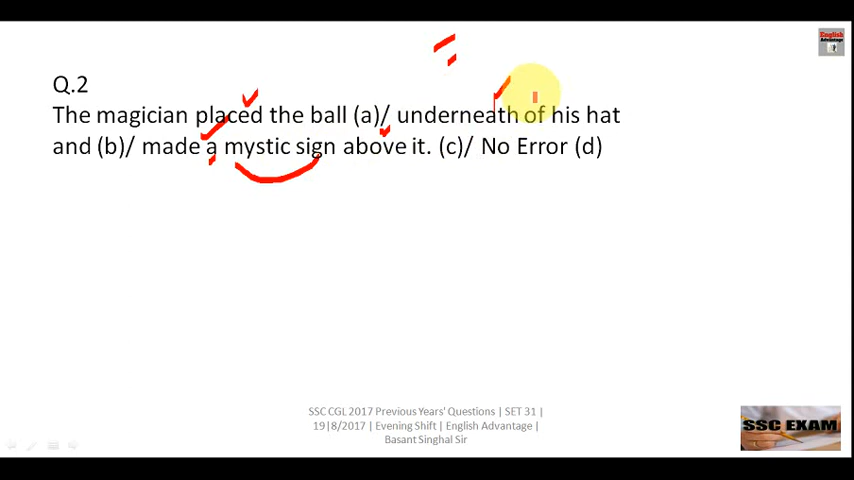 English
Advantage
Q.2
The magician placed the ball (a)/ underneath of his hat
and (b)/ made a mystic sign above it. (c)/ No Error (d)
SSC CGL 2017 Previous Years' Questions | SET 31 |
19|8/2017 | Evening Shift | English Advantage |
Basant Singhal Sir
SSC EXAM